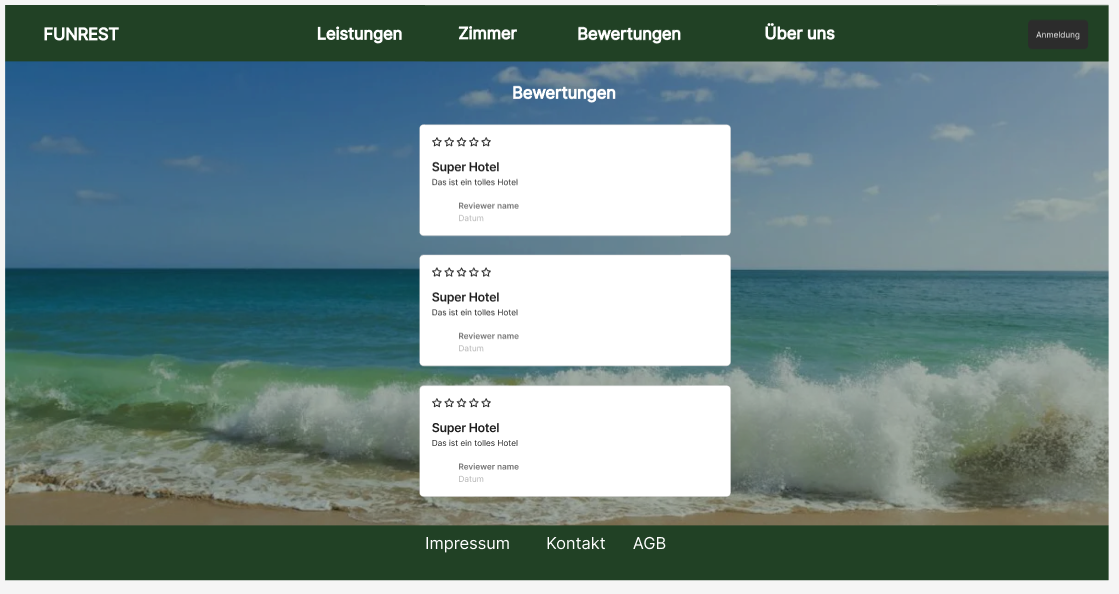 FUNREST Leistungen Zimmer Bewertungen Über uns Anmeldung
Bewertungen
Super Hotel
Das ist ein tolles Hotel
Reviewer name
Datum
Super Hotel
Das ist ein tolles Hotel
Reviewer name
Datum
Super Hotel
Das ist ein tolles Hotel
Reviewer name
Datum
Impressum Kontakt AGB